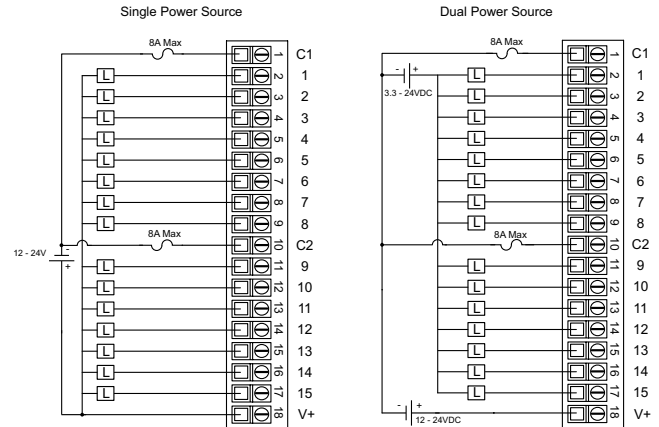 Single Power Source
8A Max
1 C1
L 2 1
L 3 2
L 4 3
L 5 4
L 6 5
L 7 6
L 8 7
L 9 8
8A Max
10 C2
12 - 24V
-
+
L 11 9
L 12 10
L 13 11
L 14 12
L 15 13
L 16 14
L 17 15
18 V+
Dual Power Source
8A Max
1 C1
- +
3.3 - 24VDC
L 2 1
L 3 2
L 4 3
L 5 4
L 6 5
L 7 6
L 8 7
L 9 8
8A Max
10 C2
L 11 9
L 12 10
L 13 11
L 14 12
L 15 13
L 16 14
L 17 15
- +
12 - 24VDC
18 V+